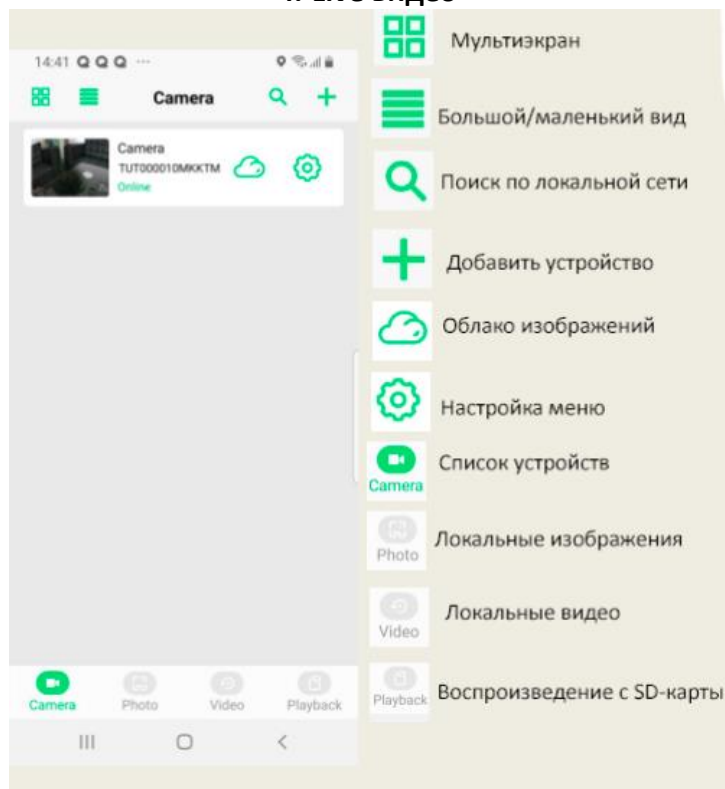 14:41
Camera
Camera
TUT000010MKKTM
Online
Camera
Photo
Video
Playback
Мультиэкран
Большой/маленький вид
Поиск по локальной сети
Добавить устройство
Облако изображений
Настройка меню
Camera
Список устройств
Photo
Локальные изображения
Video
Локальные видео
Playback
Воспроизведение с SD-карты